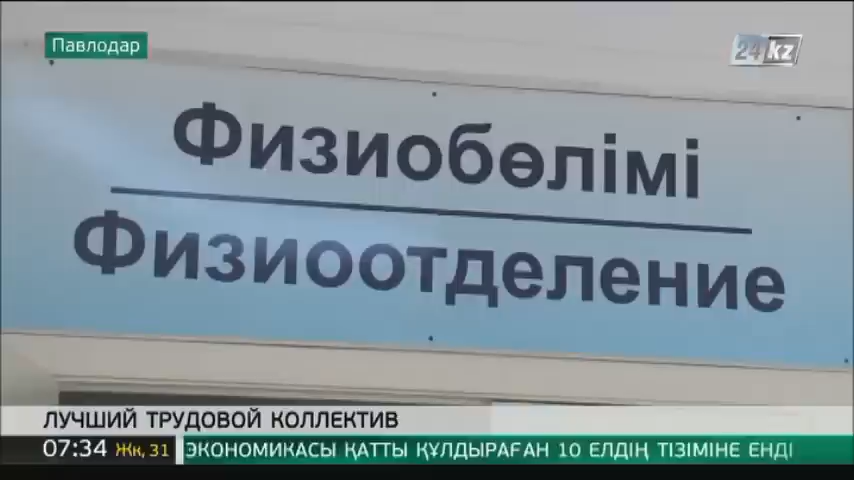 Павлодар
24kz
Физиобөлімі
Физиоотделение
ЛУЧШИЙ ТРУДОВОЙ КОЛЛЕКТИВ
07:34 Жк, 31 ЭКОНОМИКАСЫ ҚАТТЫ ҚҰЛДЫРАҒАН 10 ЕЛДІҢ ТІЗІМІНЕ ЕНДІ